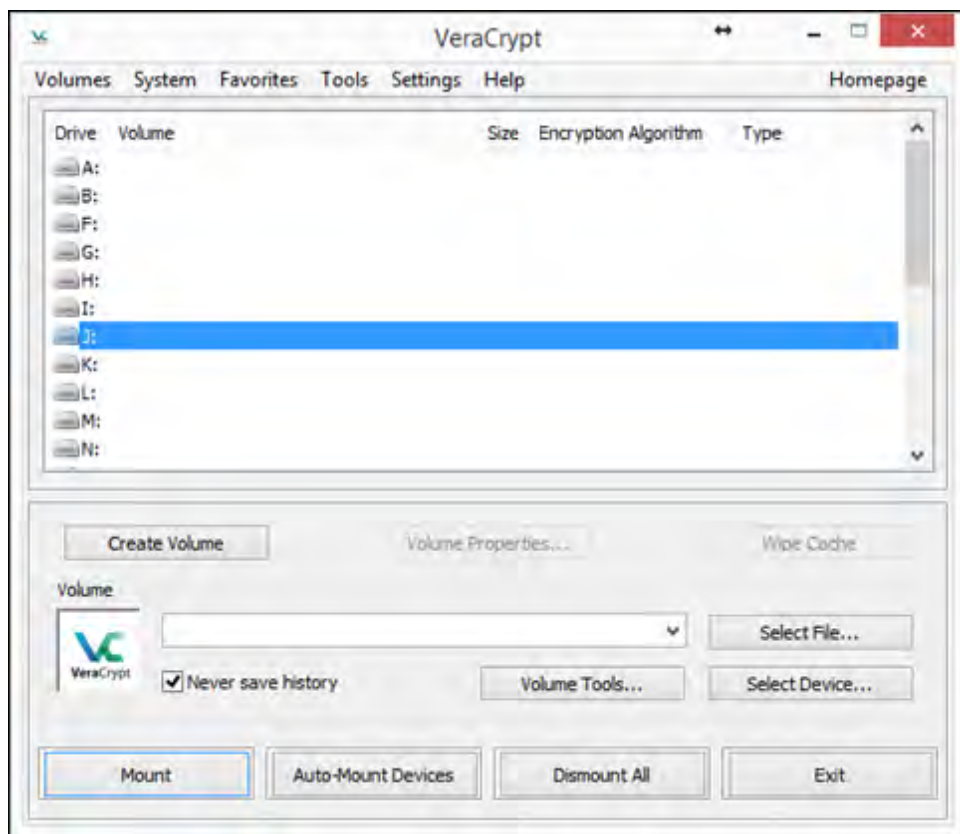 VeraCrypt
Volumes System Favorites Tools Settings Help Homepage
Drive Volume Size Encryption Algorithm Type
A:
B:
F:
G:
H:
I:
J:
K:
L:
M:
N:
Create Volume Volume Properties... Wipe Cache
Volume
VeraCrypt
Select File...
Never save history Volume Tools... Select Device...
Mount Auto-Mount Devices Dismount All Exit